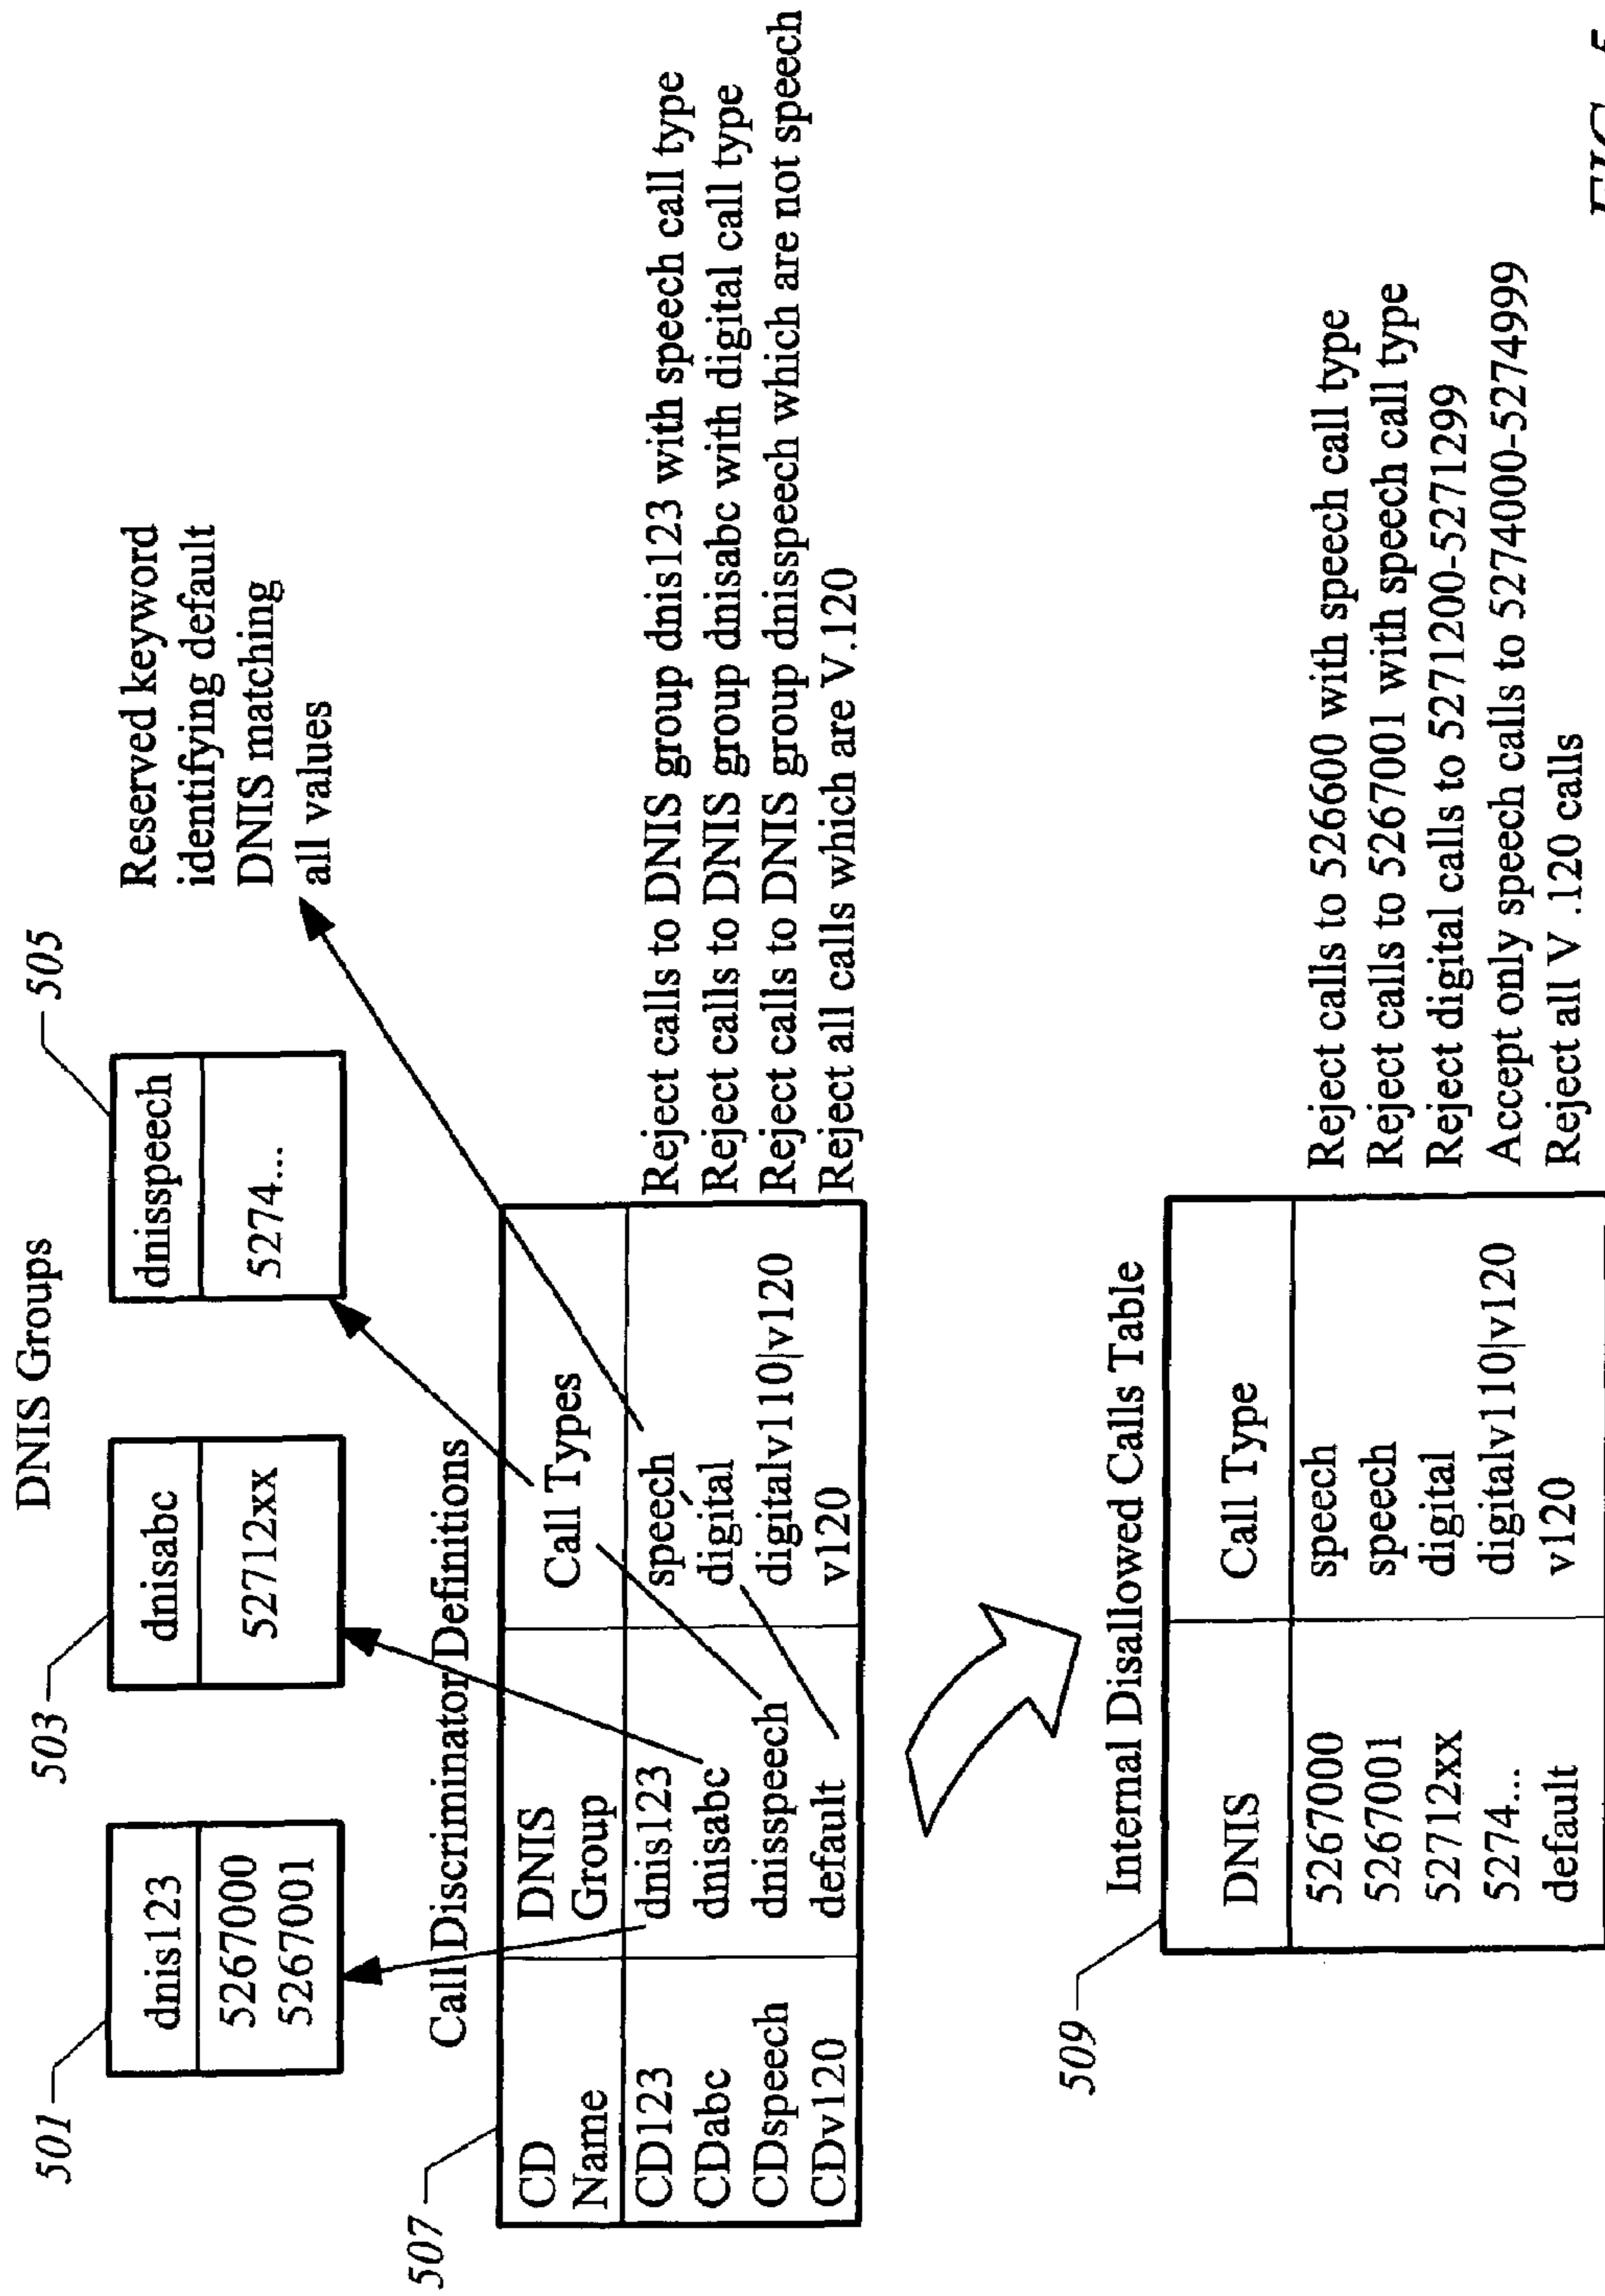 DNIS Groups
501
503
505
dnis123
5267000
5267001
dnisabc
52712xx
dnisspeech
5274...
Reserved keyword
identifying default
DNIS matching
all values
507
Call Discriminator Definitions
CD Name
DNIS Group
Call Types
CD123 dnis123 speech
CDabc dnisabc digital
CDspeech dnisspeech digitalv110|v120
CDv120 default v120
Reject calls to DNIS group dnis123 with speech call type
Reject calls to DNIS group dnisabc with digital call type
Reject calls to DNIS group dnisspeech which are not speech
Reject all calls which are V.120
509
Internal Disallowed Calls Table
DNIS Call Type
5267000 speech
5267001 speech
52712xx digital
5274... digitalv110|v120
default v120
Reject calls to 526600 with speech call type
Reject calls to 5267001 with speech call type
Reject digital calls to 5271200-5271299
Accept only speech calls to 5274000-5274999
Reject all V .120 calls